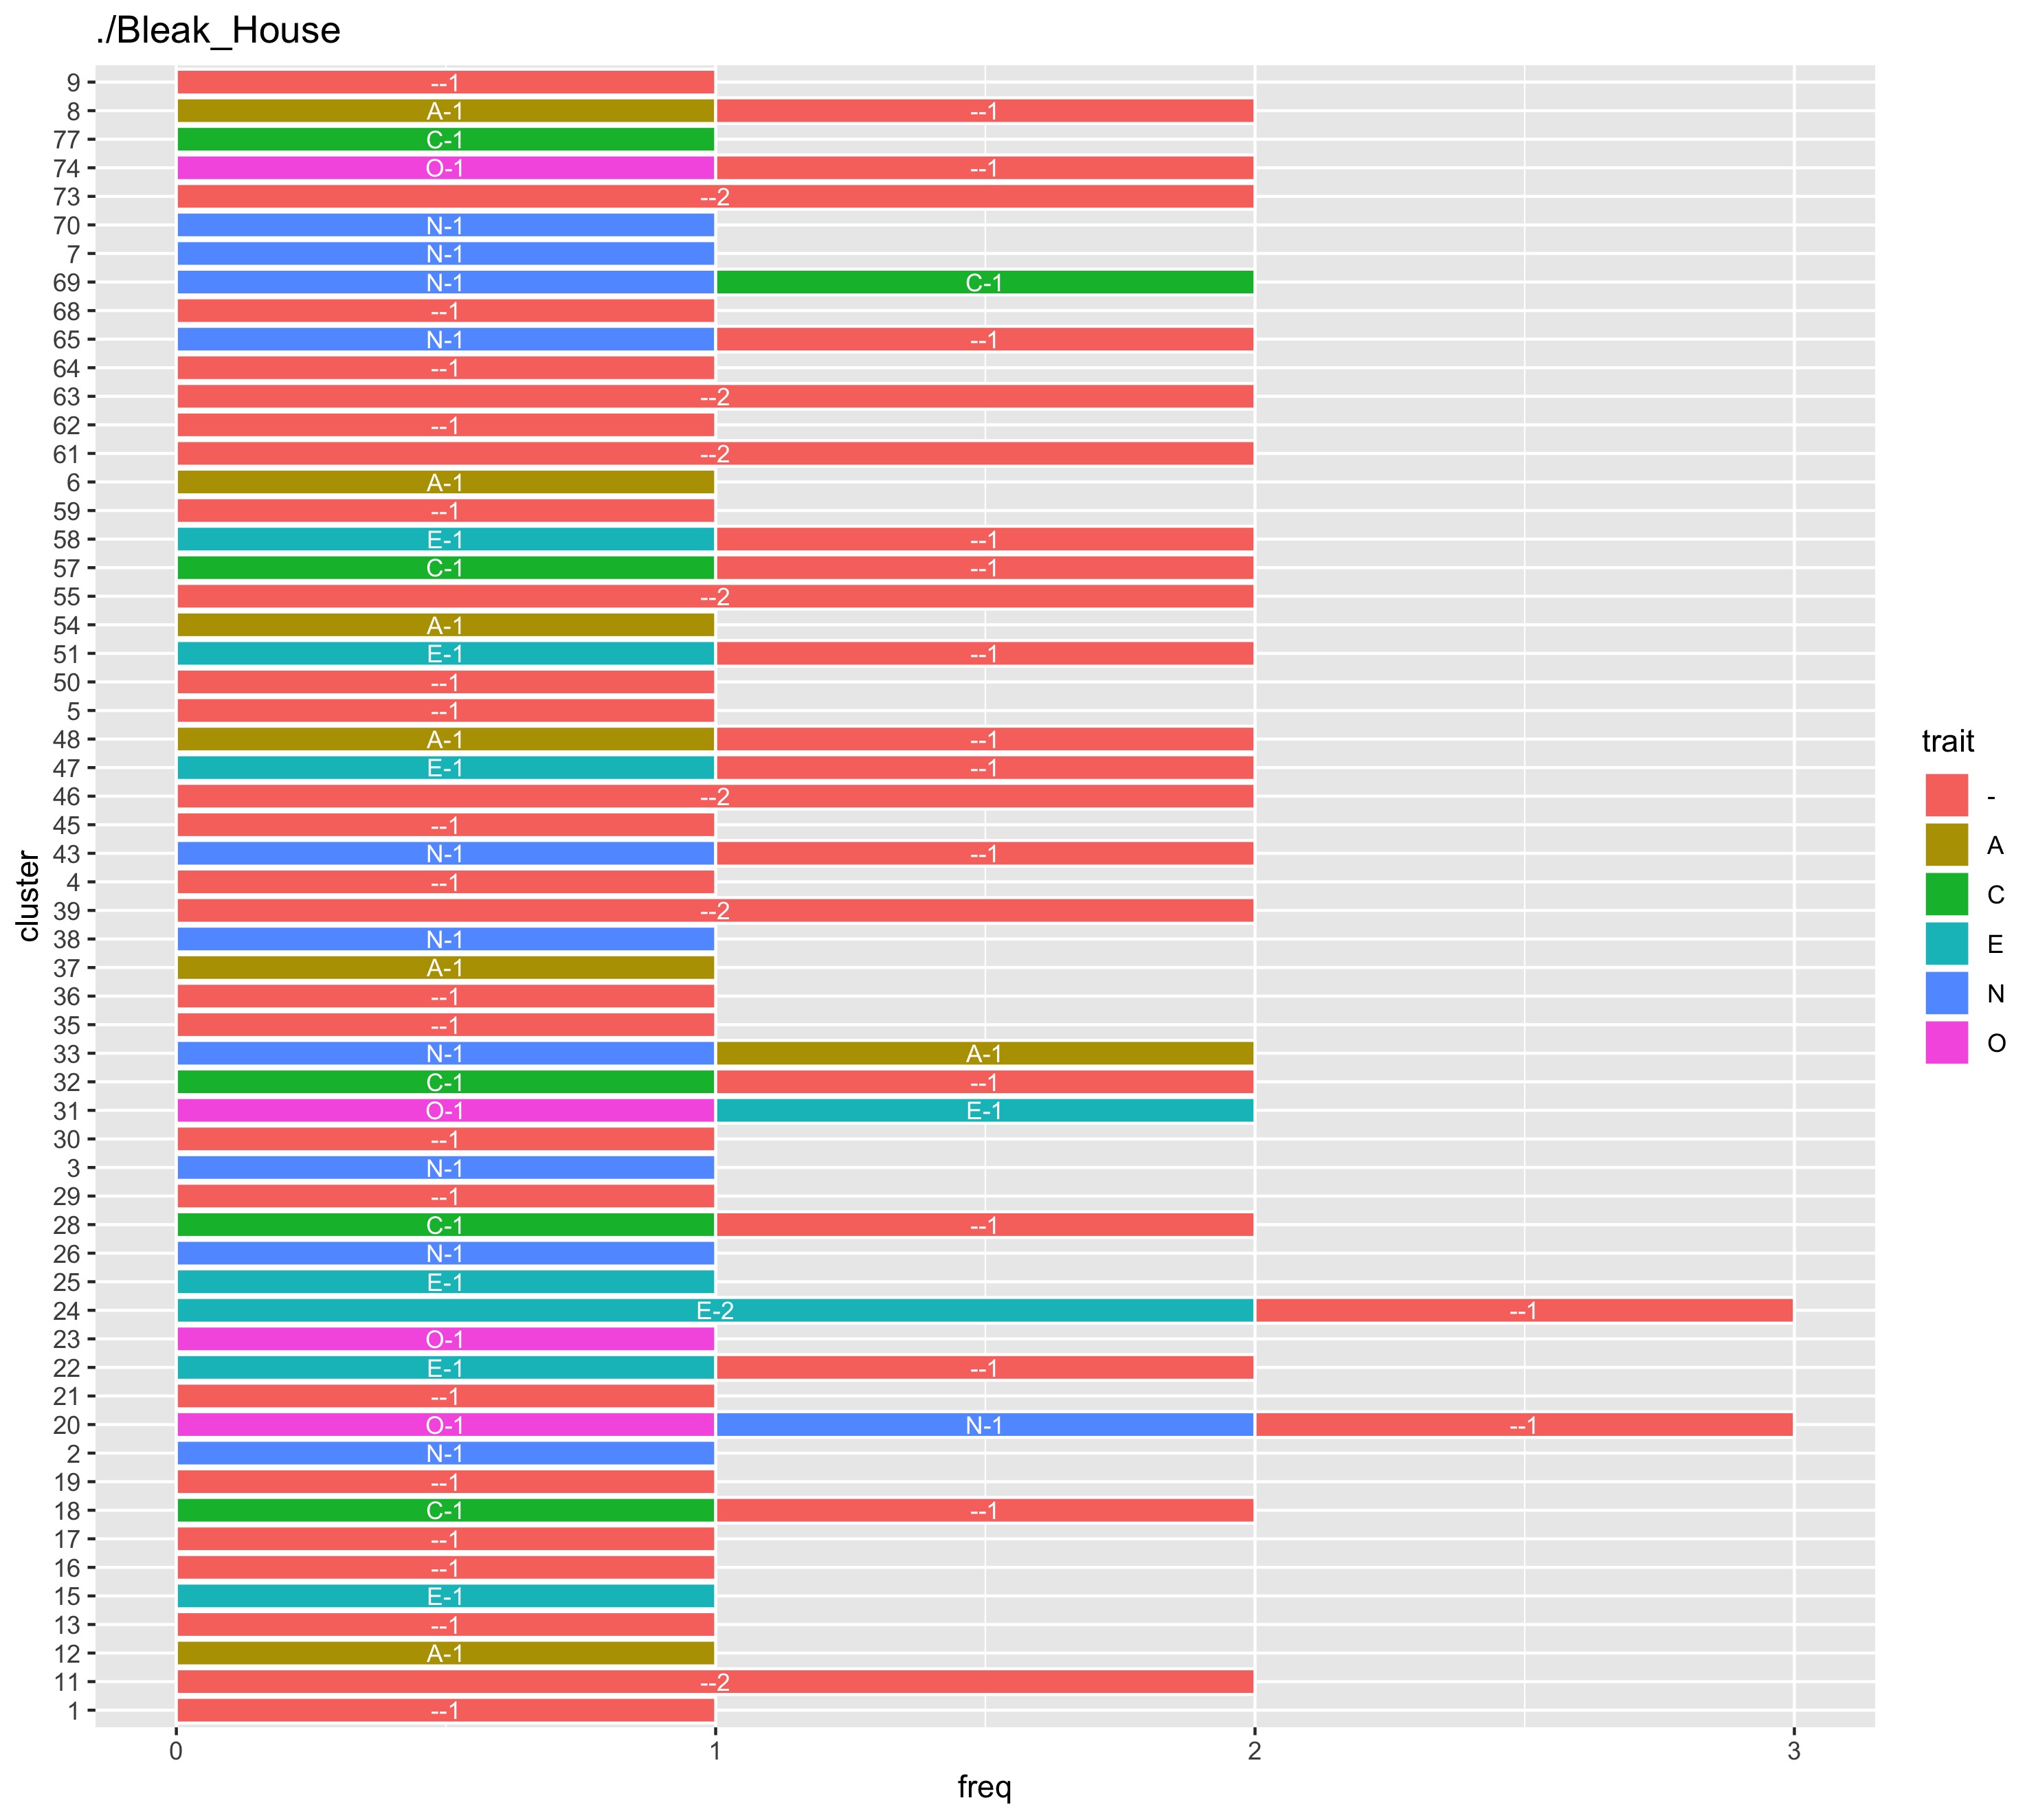 ./Bleak_House
9 --1
8 A-1 --1
77 C-1
74 O-1 --1
73 --2
70 N-1
7 N-1
69 N-1 C-1
68 --1
65 N-1 --1
64 --1
63 --2
62 --1
61 --2
6 A-1
59 --1
58 E-1 --1
57 C-1 --1
55 --2
54 A-1
51 E-1 --1
50 --1
5 --1
48 A-1 --1
47 E-1 --1
46 --2
45 --1
43 N-1 --1
4 --1
39 --2
38 N-1
37 A-1
36 --1
35 --1
33 N-1 A-1
32 C-1 --1
31 O-1 E-1
30 --1
3 N-1
29 --1
28 C-1 --1
26 N-1
25 E-1
24 E-2 --1
23 O-1
22 E-1 --1
21 --1
20 O-1 N-1 --1
2 N-1
19 --1
18 C-1 --1
17 --1
16 --1
15 E-1
13 --1
12 A-1
11 --2
1 --1
0 1 2 3
freq
cluster
trait
-
A
C
E
N
O